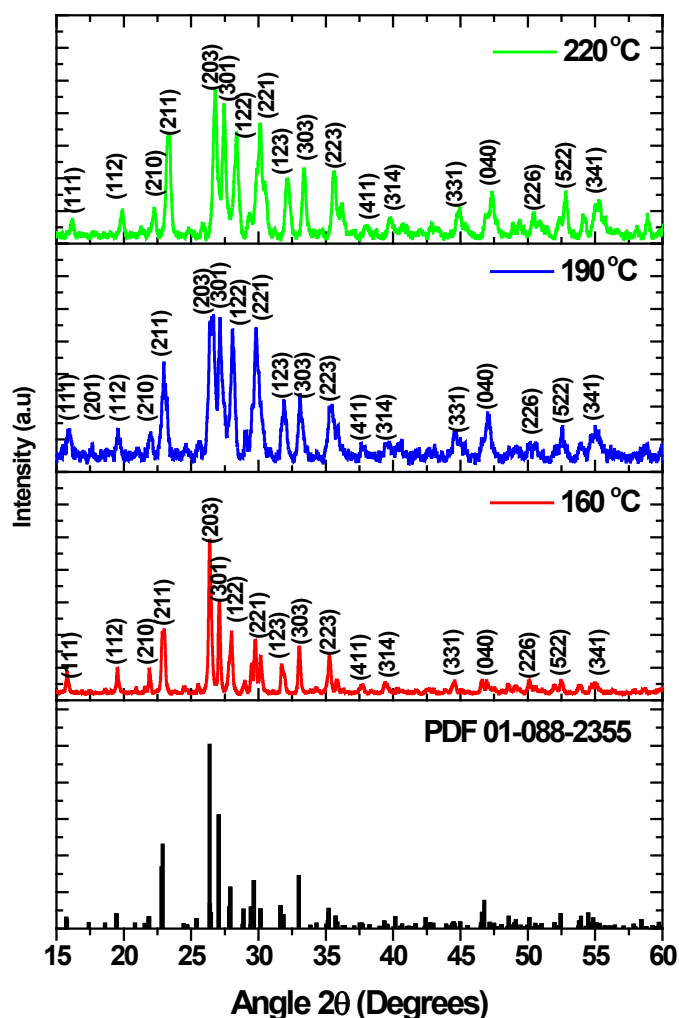 220 °C
(111) (112) (210) (211) (203) (301) (122) (221) (123) (303) (223) (411) (314) (331) (040) (226) (522) (341)
190 °C
(111) (201) (112) (210) (211) (203) (301) (122) (221) (123) (303) (223) (411) (314) (331) (040) (226) (522) (341)
Intensity (a.u)
160 °C
(111) (112) (210) (211) (203) (301) (122) (221) (123) (303) (223) (411) (314) (331) (040) (226) (522) (341)
PDF 01-088-2355
15 20 25 30 35 40 45 50 55 60
Angle 2θ (Degrees)